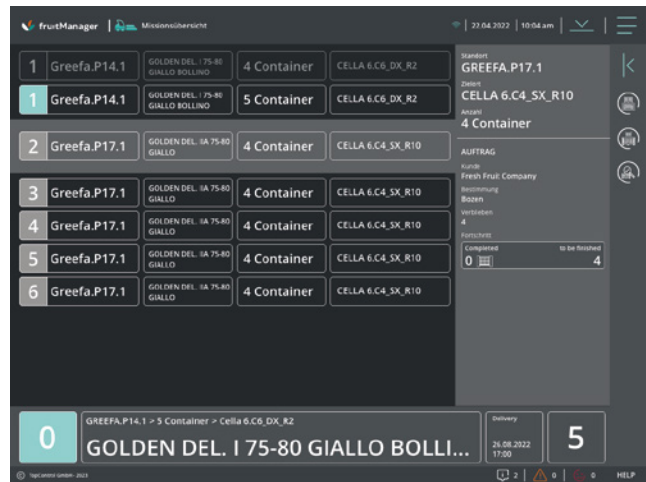 fruitManager
Missionsübersicht
22.04.2022
10:04 am
1 Greefa.P14.1 GOLDEN DEL. I 75-80 GIALLO BOLLINO 4 Container CELLA 6.C6_DX_R2
1 Greefa.P14.1 GOLDEN DEL. I 75-80 GIALLO BOLLINO 5 Container CELLA 6.C6_DX_R2
2 Greefa.P17.1 GOLDEN DEL. IIA 75-80 GIALLO 4 Container CELLA 6.C4_SX_R10
3 Greefa.P17.1 GOLDEN DEL. IIA 75-80 GIALLO 4 Container CELLA 6.C4_SX_R10
4 Greefa.P17.1 GOLDEN DEL. IIA 75-80 GIALLO 4 Container CELLA 6.C4_SX_R10
5 Greefa.P17.1 GOLDEN DEL. IIA 75-80 GIALLO 4 Container CELLA 6.C4_SX_R10
6 Greefa.P17.1 GOLDEN DEL. IIA 75-80 GIALLO 4 Container CELLA 6.C4_SX_R10
Standort
GREEFA.P17.1
Zielort
CELLA 6.C4_SX_R10
Anzahl
4 Container
AUFTRAG
Kunde
Fresh Fruit Company
Bestimmung
Bozen
Verblieben
4
Fortschritt
Completed to be finished
0 4
0
GREEFA.P14.1 > 5 Container > Cella 6.C6_DX_R2
GOLDEN DEL. I 75-80 GIALLO BOLLI...
Delivery
26.08.2022
17:00
5
© TopControl GmbH- 2023
2
0
0
HELP